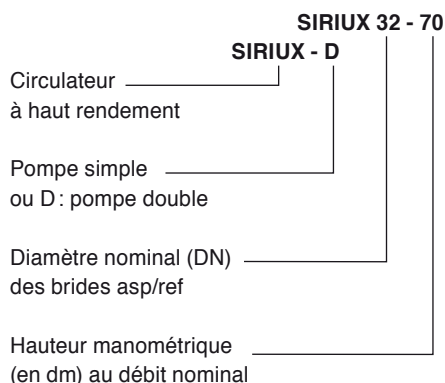 SIRIUX 32 - 70
SIRIUX - D
Circulateur
à haut rendement
Pompe simple
ou D : pompe double
Diamètre nominal (DN)
des brides asp/ref
Hauteur manométrique
(en dm) au débit nominal